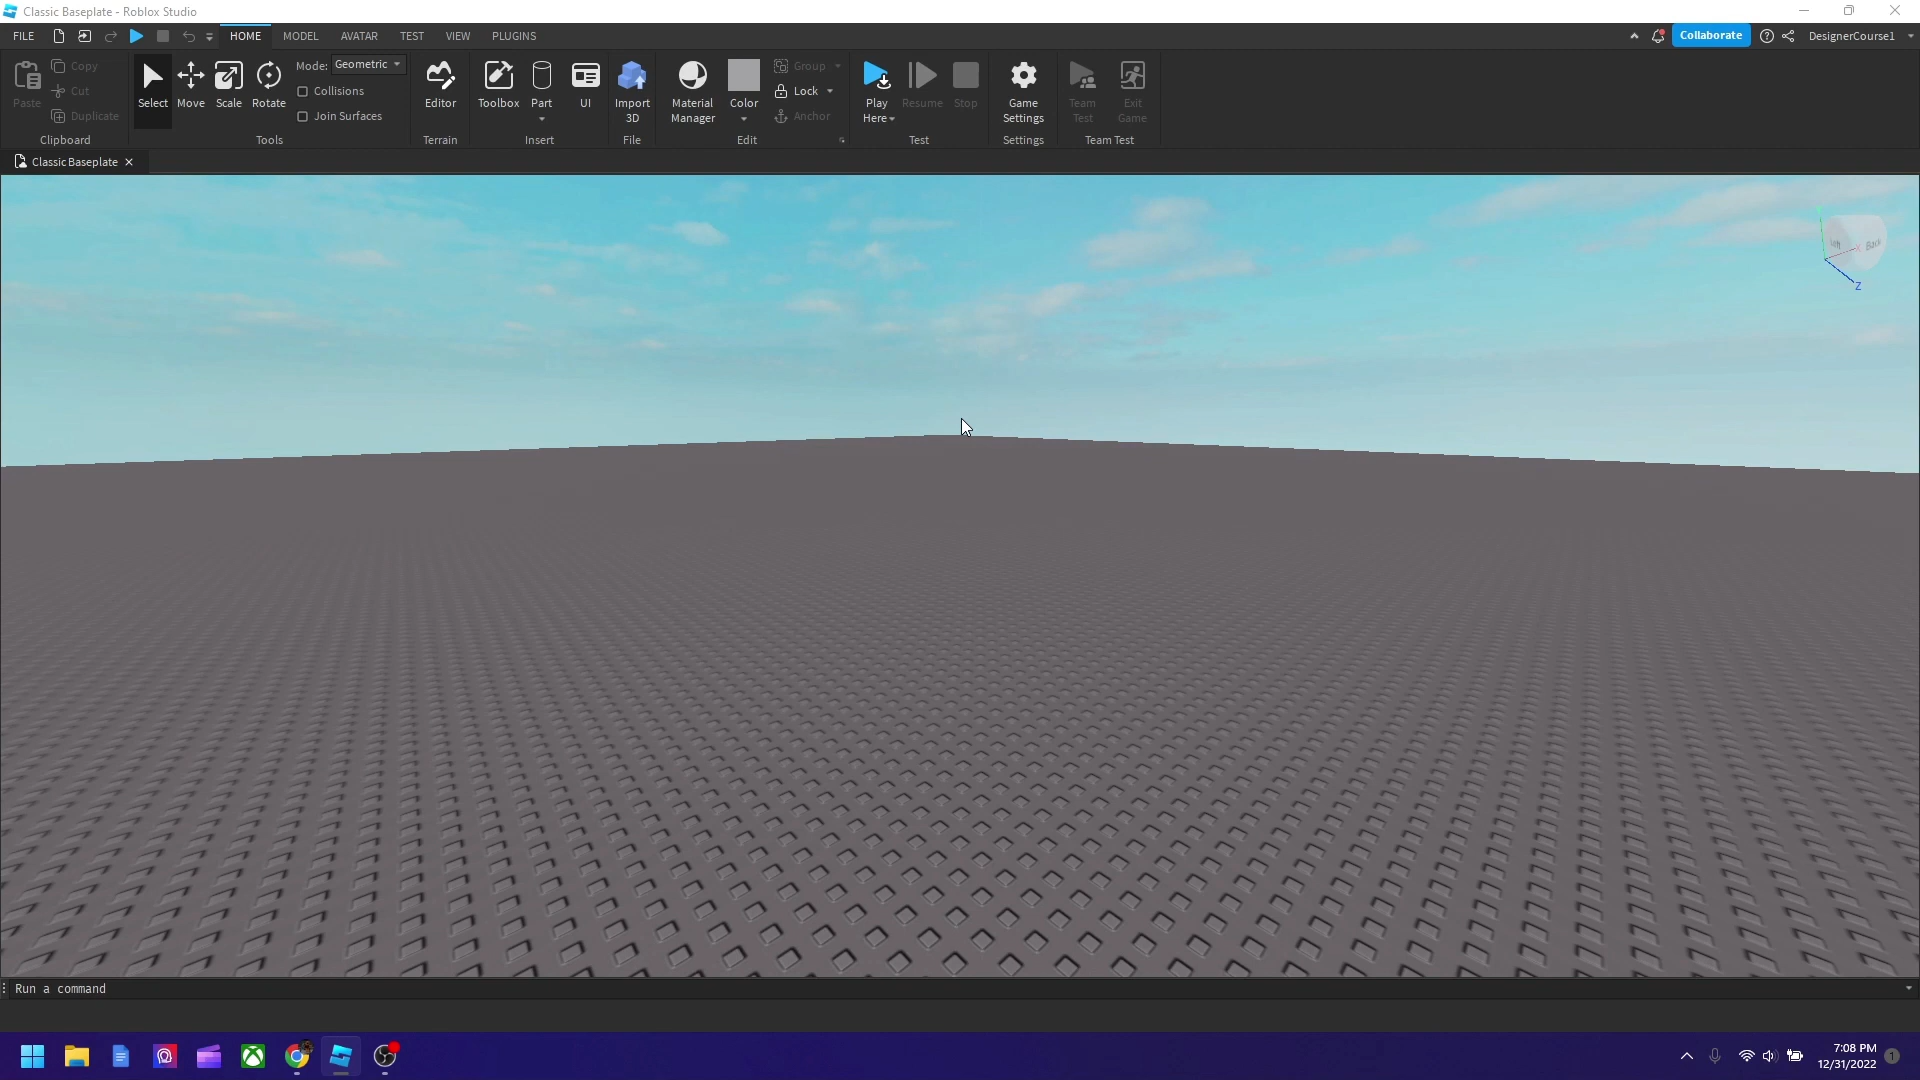 Classic Baseplate - Roblox Studio
FILE HOME MODEL AVATAR TEST VIEW PLUGINS Collaborate DesignerCourse1
Paste
Copy
Cut
Duplicate
Clipboard
Select Move Scale Rotate
Mode: Geometric
Collisions
Join Surfaces
Tools
Editor
Terrain
Toolbox Part UI
Insert
Import
3D
File
Material
Manager
Color
Group
Lock
Anchor
Edit
Play
Here
Resume Stop
Test
Game
Settings
Settings
Team
Test
Exit
Game
Team Test
Classic Baseplate
Left Back
X
Z
Run a command
7:08 PM
12/31/2022
1